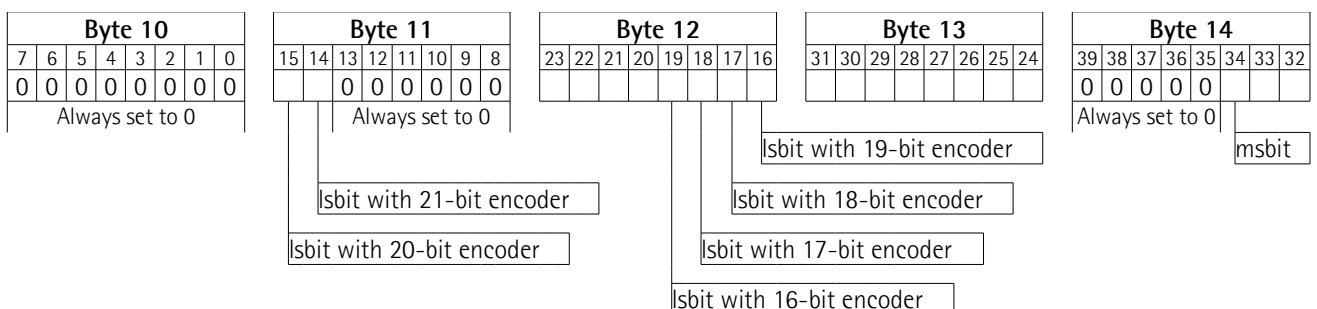 Byte 10 Byte 11 Byte 12 Byte 13 Byte 14
7 6 5 4 3 2 1 0 15 14 13 12 11 10 9 8 23 22 21 20 19 18 17 16 31 30 29 28 27 26 25 24 39 38 37 36 35 34 33 32
0 0 0 0 0 0 0 0 0 0 0 0 0 0 0 0 0 0 0
Always set to 0 Always set to 0 Always set to 0
lsbit with 19-bit encoder msbit
lsbit with 21-bit encoder lsbit with 18-bit encoder
lsbit with 20-bit encoder lsbit with 17-bit encoder
lsbit with 16-bit encoder